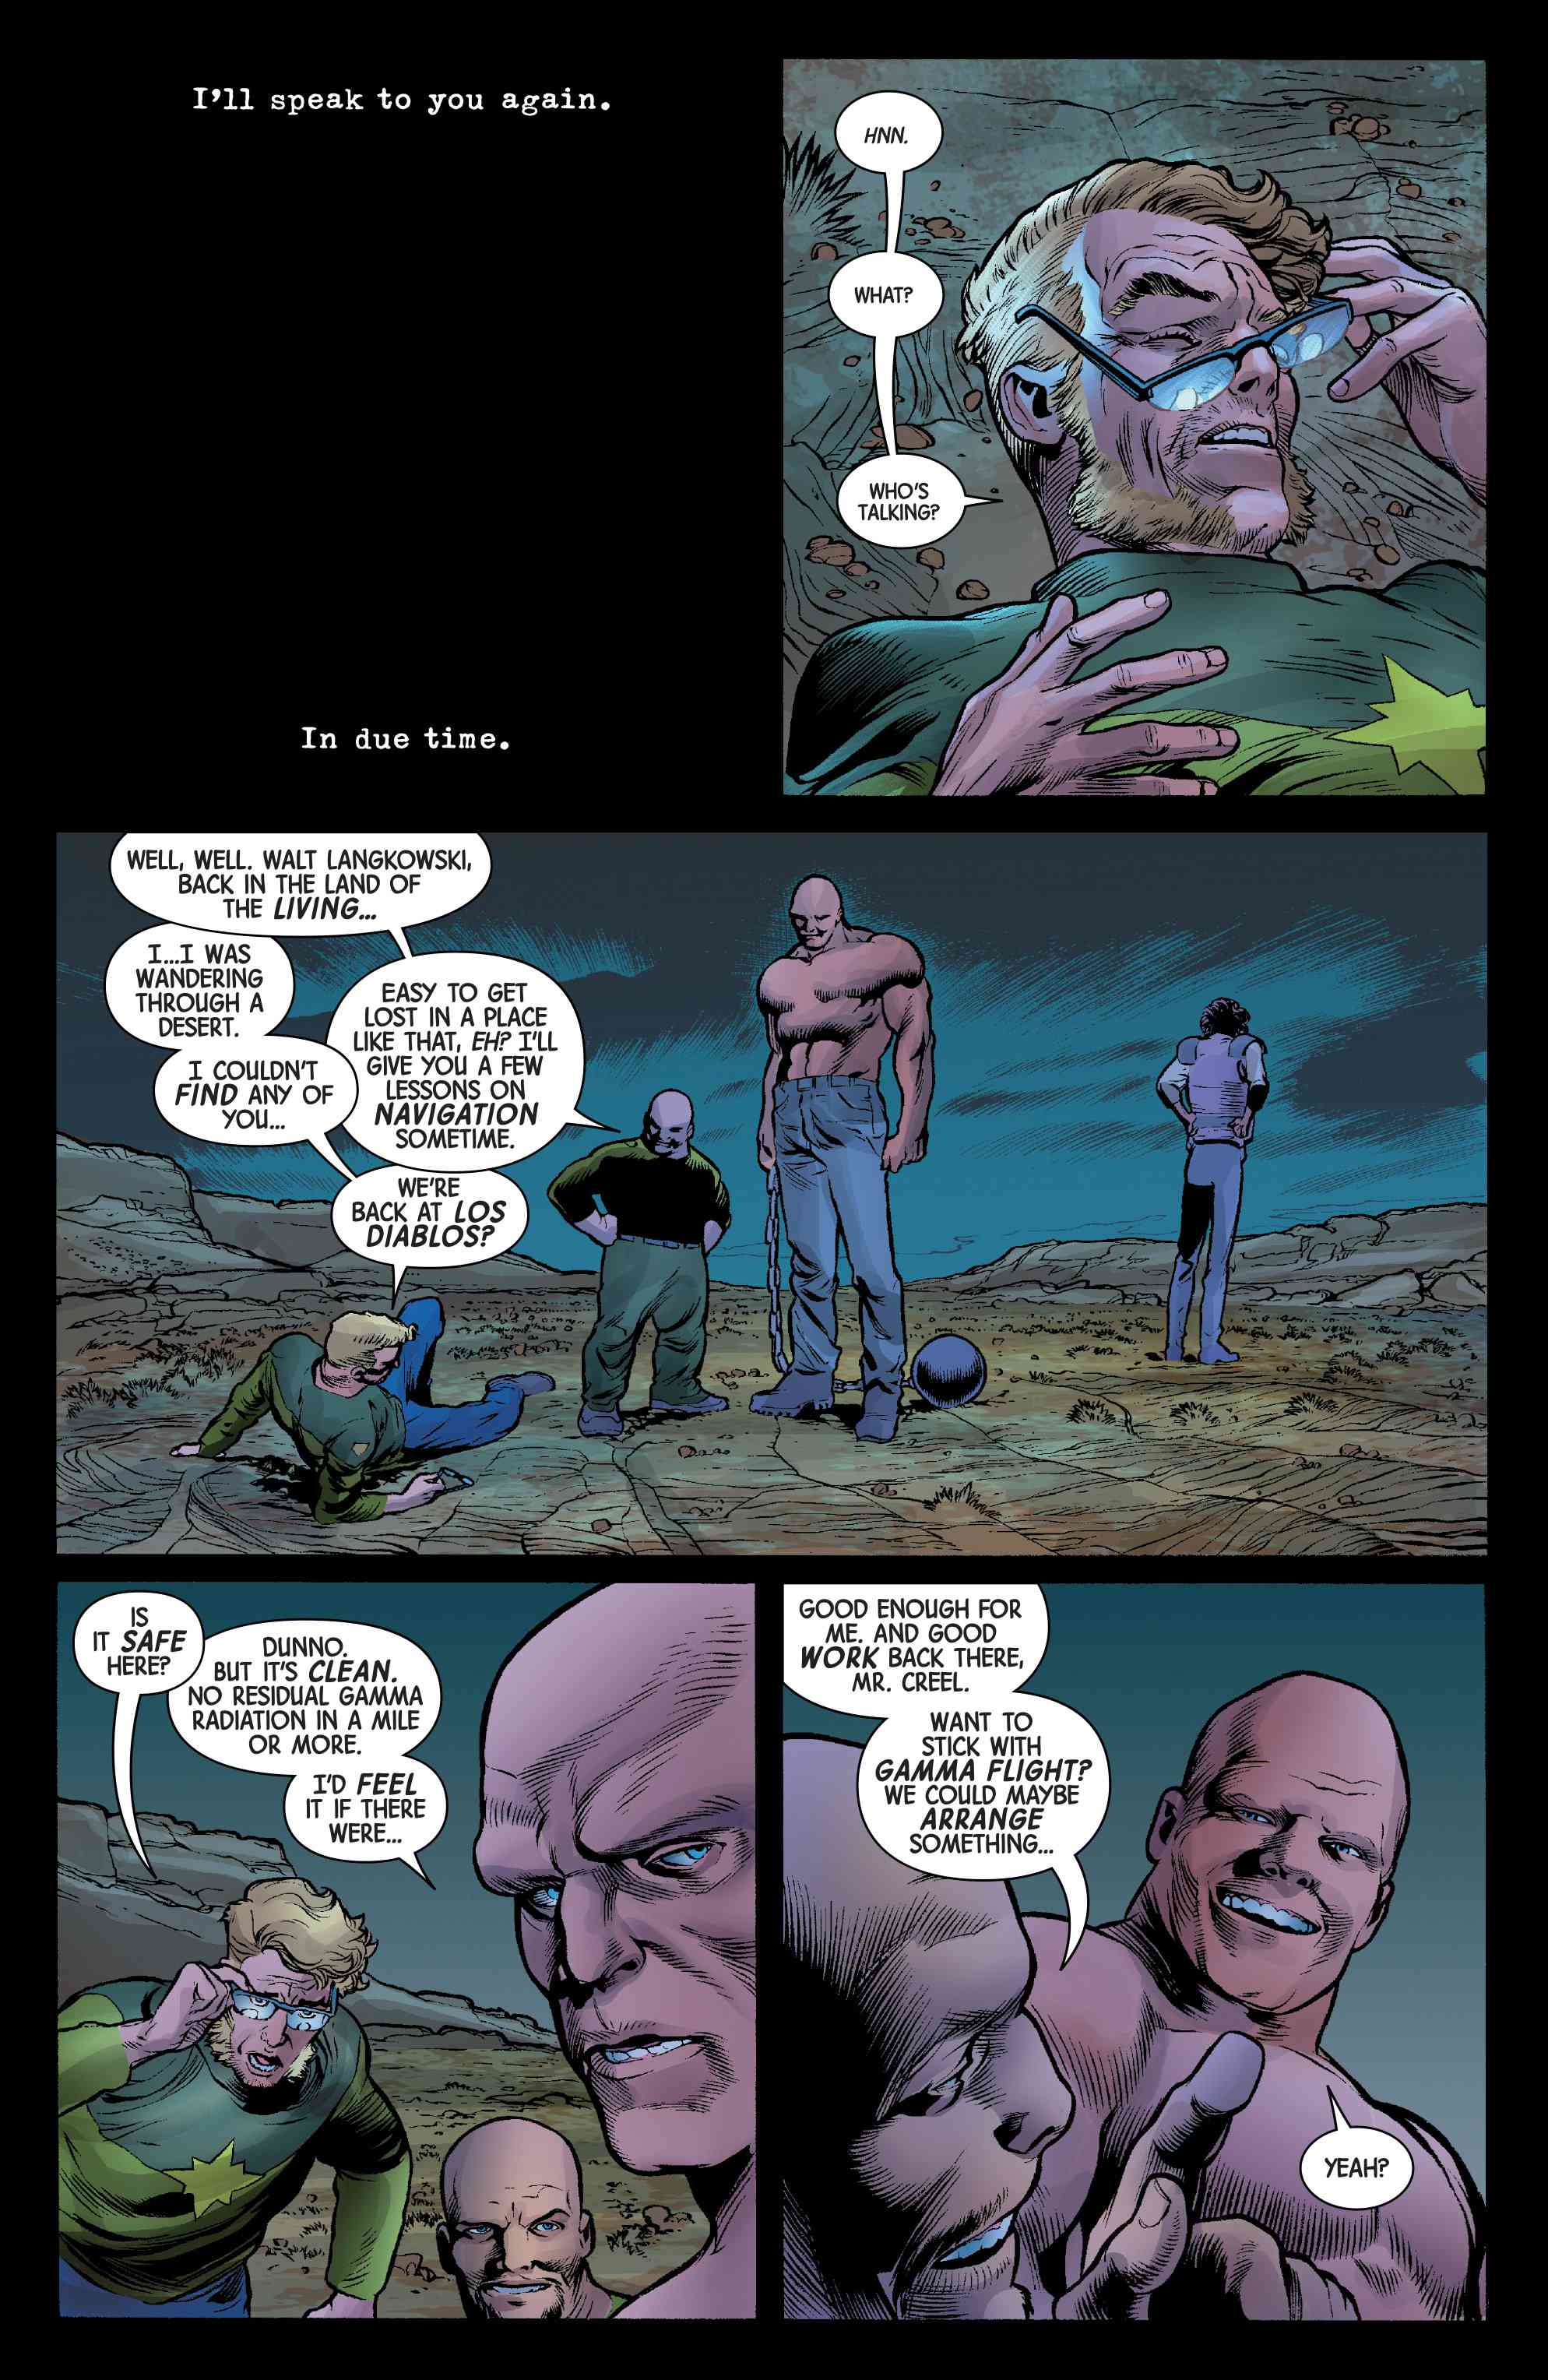 I'll speak to you again.
In due time.
HNN.
WHAT?
WHO'S
TALKING?
WELL, WELL. WALT LANGKOWSKI,
BACK IN THE LAND OF
THE LIVING...
I...I WAS
WANDERING
THROUGH A
DESERT.
I COULDN'T
FIND ANY OF
YOU...
EASY TO GET
LOST IN A PLACE
LIKE THAT, EH? I'LL
GIVE YOU A FEW
LESSONS ON
NAVIGATION
SOMETIME.
WE'RE
BACK AT LOS
DIABLOS?
IS
IT SAFE
HERE?
DUNNO.
BUT IT'S CLEAN.
NO RESIDUAL GAMMA
RADIATION IN A MILE
OR MORE.
I'D FEEL
IT IF THERE
WERE...
GOOD ENOUGH FOR
ME. AND GOOD
WORK BACK THERE,
MR. CREEL.
WANT TO
STICK WITH
GAMMA FLIGHT?
WE COULD MAYBE
ARRANGE
SOMETHING...
YEAH?